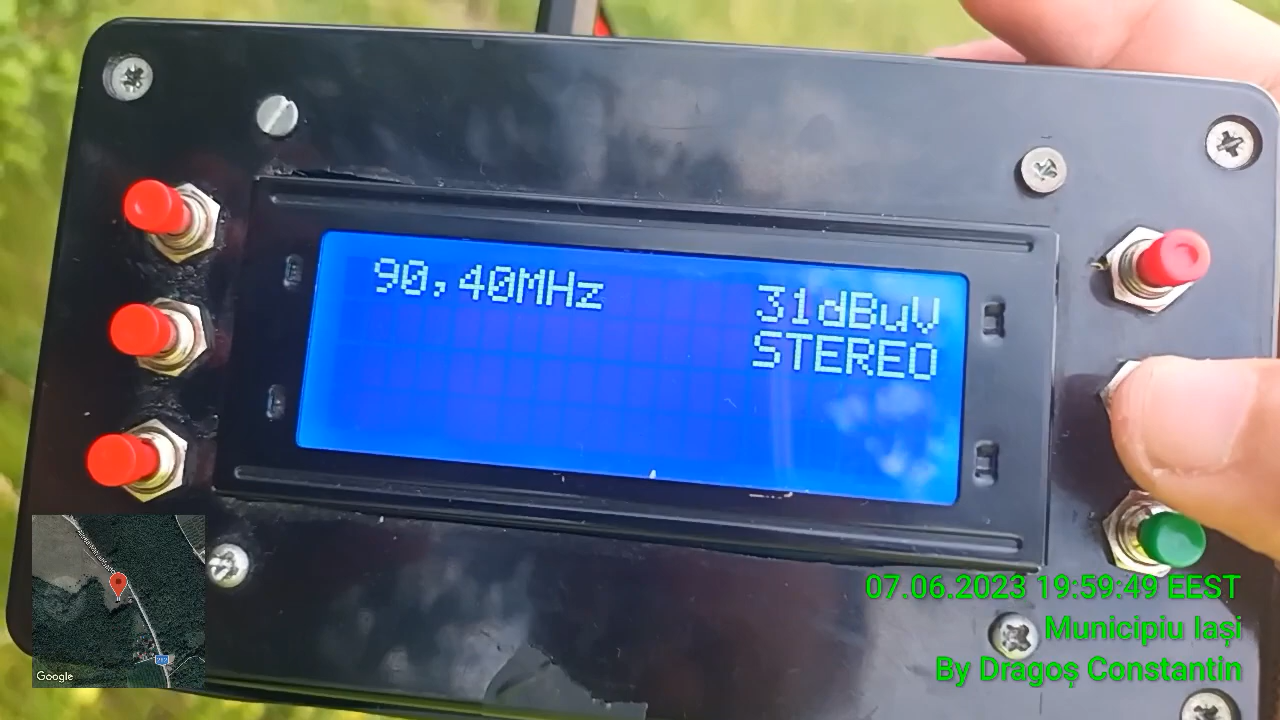 90,40MHz
31dBuV
STEREO
07.06.2023 19:59:49 EEST
Municipiu Iași
By Dragoș Constantin
Google